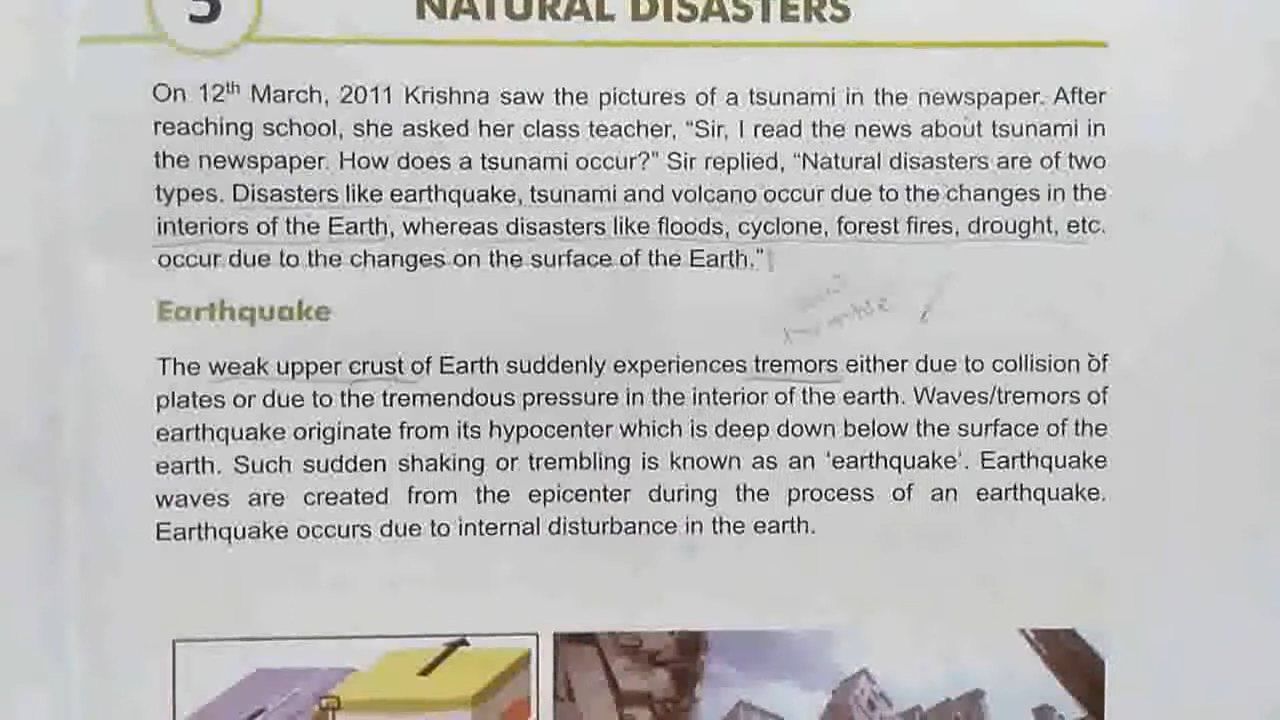 5
NATURAL DISASTERS
On 12th March, 2011 Krishna saw the pictures of a tsunami in the newspaper. After
reaching school, she asked her class teacher, “Sir, I read the news about tsunami in
the newspaper. How does a tsunami occur?” Sir replied, “Natural disasters are of two
types. Disasters like earthquake, tsunami and volcano occur due to the changes in the
interiors of the Earth, whereas disasters like floods, cyclone, forest fires, drought, etc.
occur due to the changes on the surface of the Earth.”
Earthquake
The weak upper crust of Earth suddenly experiences tremors either due to collision of
plates or due to the tremendous pressure in the interior of the earth. Waves/tremors of
earthquake originate from its hypocenter which is deep down below the surface of the
earth. Such sudden shaking or trembling is known as an ‘earthquake‘. Earthquake
waves are created from the epicenter during the process of an earthquake.
Earthquake occurs due to internal disturbance in the earth.